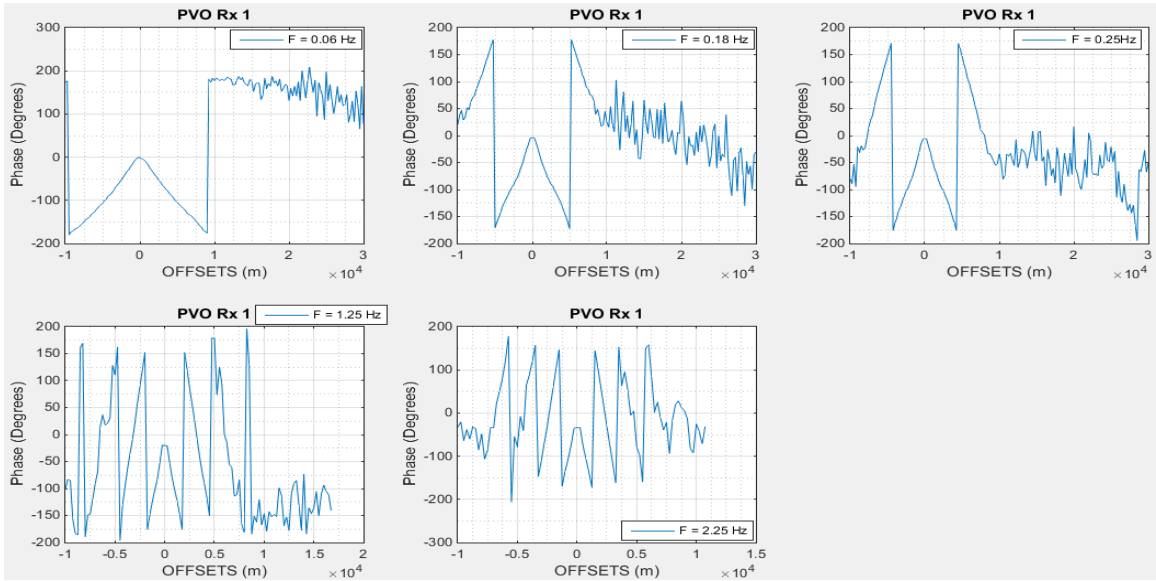 PVO Rx 1
F = 0.06 Hz
Phase (Degrees)
300
200
100
0
-100
-200
-1 0 1 2 3
OFFSETS (m)
×10^4
PVO Rx 1
F = 0.18 Hz
Phase (Degrees)
200
150
100
50
0
-50
-100
-150
-200
-1 0 1 2 3
OFFSETS (m)
×10^4
PVO Rx 1
F = 0.25Hz
Phase (Degrees)
200
150
100
50
0
-50
-100
-150
-200
-1 0 1 2 3
OFFSETS (m)
×10^4
PVO Rx 1
F = 1.25 Hz
Phase (Degrees)
200
150
100
50
0
-50
-100
-150
-200
-1 -0.5 0 0.5 1 1.5 2
OFFSETS (m)
×10^4
PVO Rx 1
Phase (Degrees)
200
100
0
-100
-200
-300
F = 2.25 Hz
-1 -0.5 0 0.5 1 1.5
OFFSETS (m)
×10^4